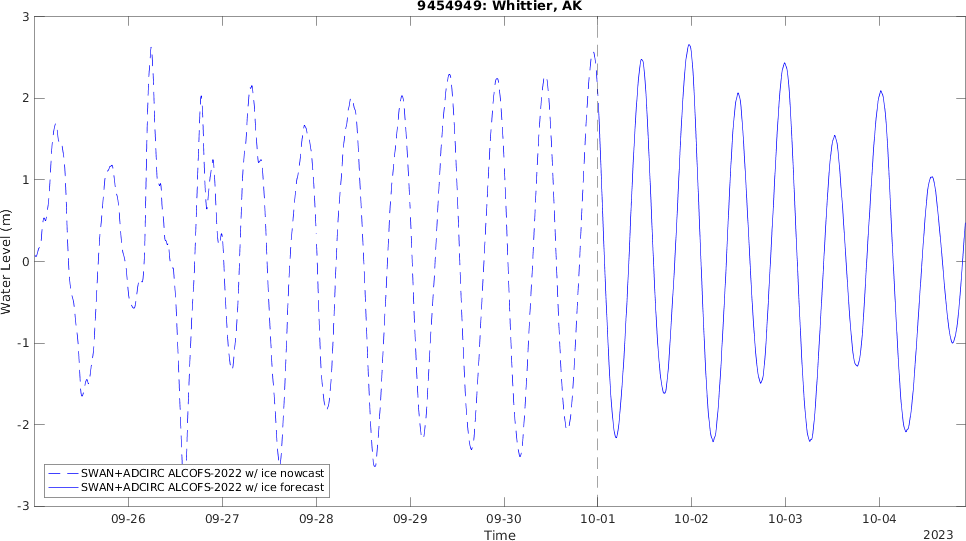 9454949: Whittier, AK
3
2
1
0
-1
-2
-3
Water Level (m)
SWAN+ADCIRC ALCOFS-2022 w/ ice nowcast
SWAN+ADCIRC ALCOFS-2022 w/ ice forecast
09-26 09-27 09-28 09-29 09-30 10-01 10-02 10-03 10-04
Time
2023